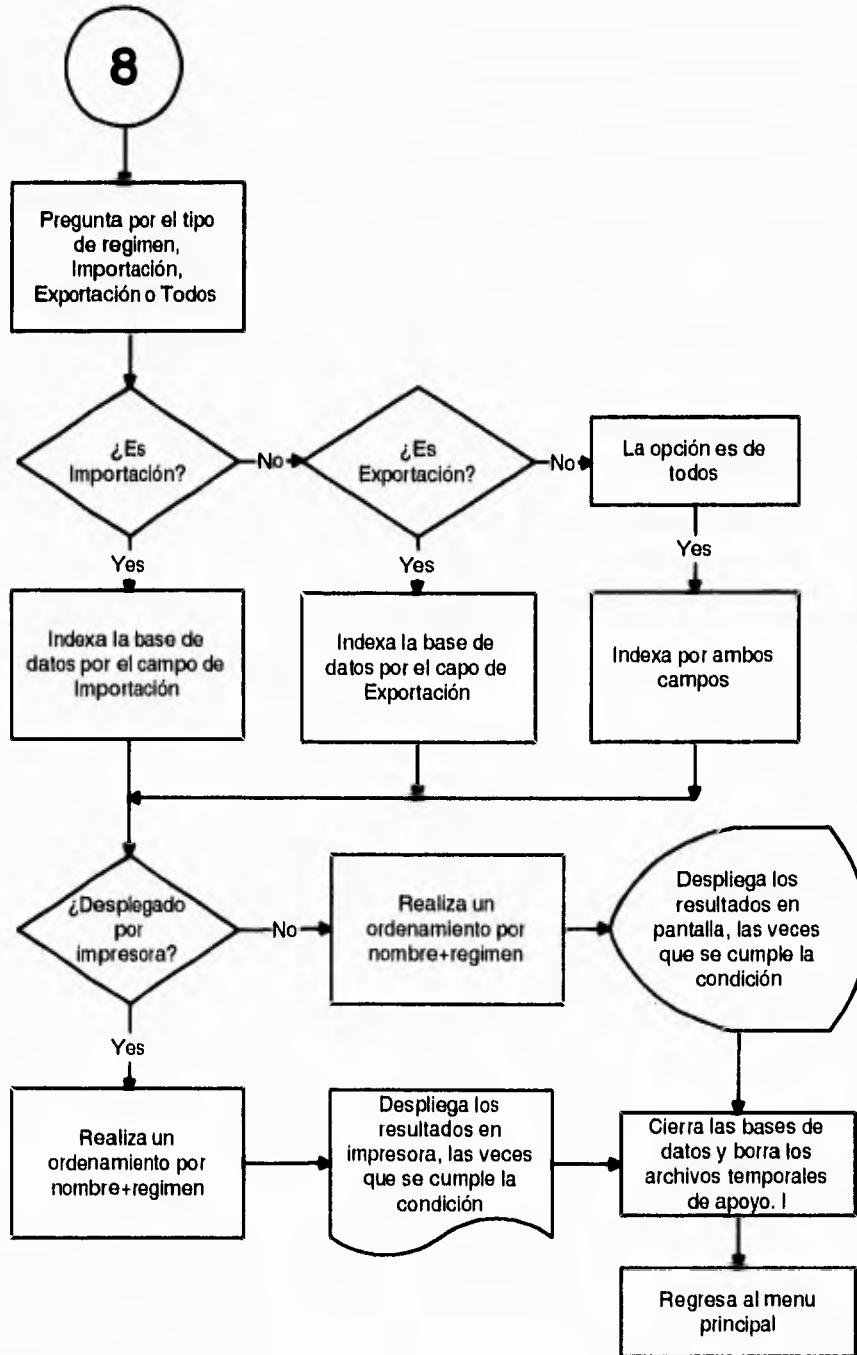 8
Pregunta por el tipo
de regimen,
Importación,
Exportación o Todos
¿Es
Importación?
No
¿Es
Exportación?
No
La opción es de
todos
Yes
Yes
Yes
Indexa la base de
datos por el campo de
Importación
Indexa la base de
datos por el capo de
Exportación
Indexa por ambos
campos
¿Desplegado
por
impresora?
No
Realiza un
ordenamiento por
nombre+regimen
Despliega los
resultados en
pantalla, las veces
que se cumple la
condición
Yes
Realiza un
ordenamiento por
nombre+regimen
Despliega los
resultados en
impresora, las veces
que se cumple la
condición
Cierra las bases de
datos y borra los
archivos temporales
de apoyo. I
Regresa al menu
principal